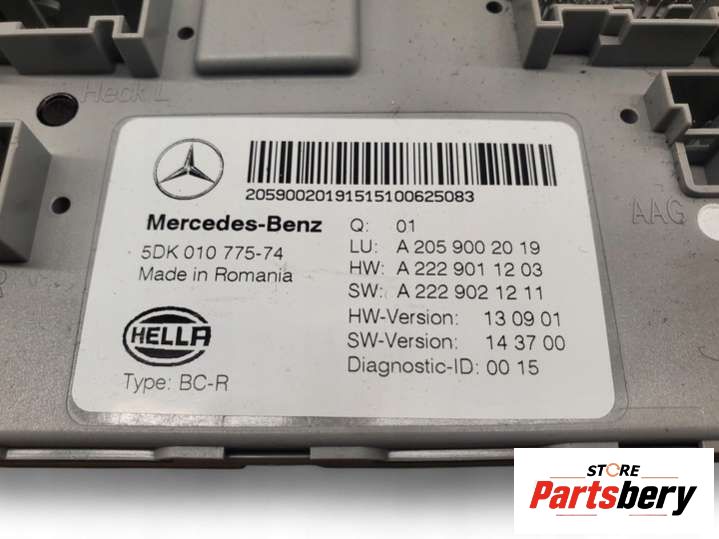 Heck L
20590020191515100625083
Mercedes-Benz
5DK 010 775-74
Made in Romania
HELLA
Type: BC-R
Q: 01
LU: A 205 900 20 19
HW: A 222 901 12 03
SW: A 222 902 12 11
HW-Version: 13 09 01
SW-Version: 14 37 00
Diagnostic-ID: 00 15
AAG
R
STORE
Partsbery